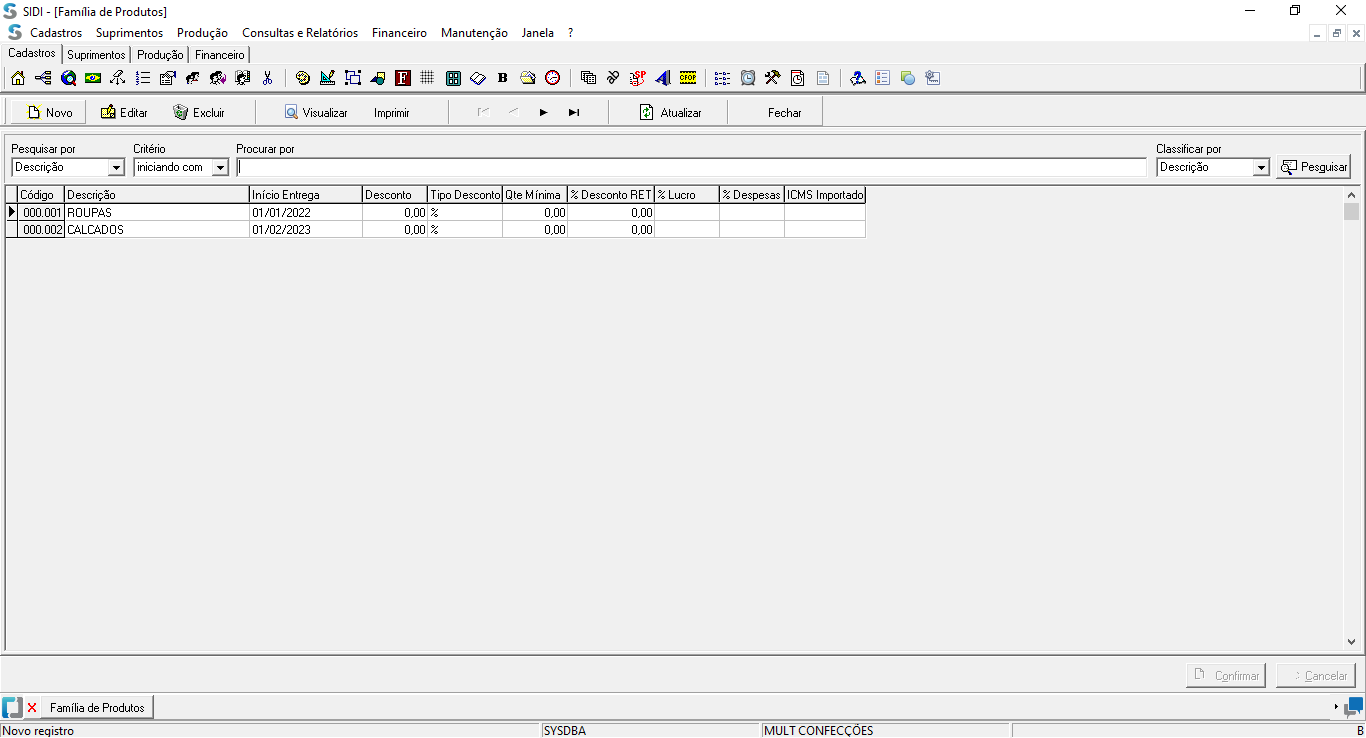 SIDI - [Família de Produtos]
Cadastros Suprimentos Produção Consultas e Relatórios Financeiro Manutenção Janela ?
Cadastros Suprimentos Produção Financeiro
F B SP CFOP
Novo Editar Excluir Visualizar Imprimir Atualizar Fechar
Pesquisar por Critério Procurar por Classificar por
Descrição iniciando com Descrição Pesquisar
Código Descrição Início Entrega Desconto Tipo Desconto Qte Mínima % Desconto RET % Lucro % Despesas ICMS Importado
000.001 ROUPAS 01/01/2022 0,00 % 0,00 0,00
000.002 CALCADOS 01/02/2023 0,00 % 0,00 0,00
Confirmar Cancelar
Família de Produtos
Novo registro SYSDBA MULT CONFECÇÕES B